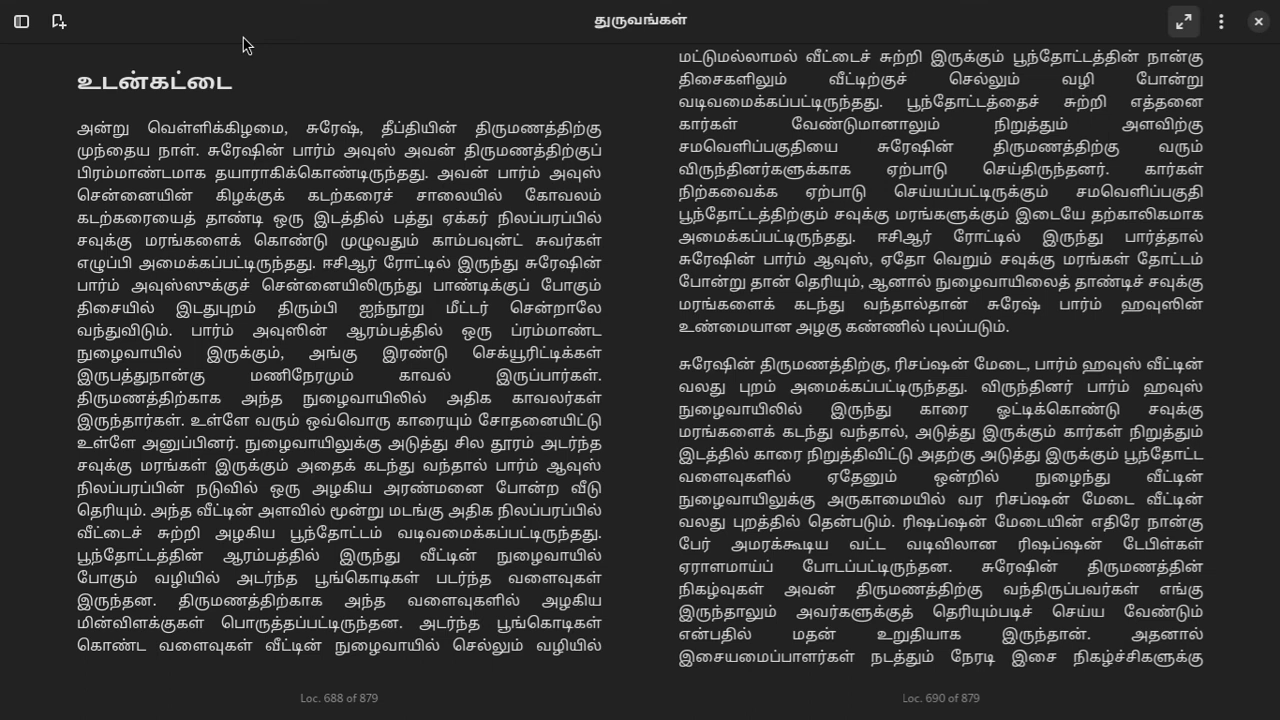 துருவங்கள்
உடன்கட்டை
அன்று வெள்ளிக்கிழமை, சுரேஷ், தீப்தியின் திருமணத்திற்கு
முந்தைய நாள். சுரேஷின் பார்ம் அவுஸ் அவன் திருமணத்திற்குப்
பிரம்மாண்டமாக தயாராகிக்கொண்டிருந்தது. அவன் பார்ம் அவுஸ்
சென்னையின் கிழக்குக் கடற்கரைச் சாலையில் கோவலம்
கடற்கரையைத் தாண்டி ஒரு இடத்தில் பத்து ஏக்கர் நிலப்பரப்பில்
சவுக்கு மரங்களைக் கொண்டு முழுவதும் காம்பவுன்ட் சுவர்கள்
எழுப்பி அமைக்கப்பட்டிருந்தது. ஈசிஆர் ரோட்டில் இருந்து சுரேஷின்
பார்ம் அவுஸ்ஸுக்குச் சென்னையிலிருந்து பாண்டிக்குப் போகும்
திசையில் இடதுபுறம் திரும்பி ஐந்நூறு மீட்டர் சென்றாலே
வந்துவிடும். பார்ம் அவுஸின் ஆரம்பத்தில் ஒரு ப்ரம்மாண்ட
நுழைவாயில் இருக்கும், அங்கு இரண்டு செக்யூரிட்டிக்கள்
இருபத்துநான்கு மணிநேரமும் காவல் இருப்பார்கள்.
திருமணத்திற்காக அந்த நுழைவாயிலில் அதிக காவலர்கள்
இருந்தார்கள். உள்ளே வரும் ஒவ்வொரு காரையும் சோதனையிட்டு
உள்ளே அனுப்பினர். நுழைவாயிலுக்கு அடுத்து சில தூரம் அடர்ந்த
சவுக்கு மரங்கள் இருக்கும் அதைக் கடந்து வந்தால் பார்ம் ஆவுஸ்
நிலப்பரப்பின் நடுவில் ஒரு அழகிய அரண்மனை போன்ற வீடு
தெரியும். அந்த வீட்டின் அளவில் மூன்று மடங்கு அதிக நிலப்பரப்பில்
வீட்டைச் சுற்றி அழகிய பூந்தோட்டம் வடிவமைக்கப்பட்டிருந்தது.
பூந்தோட்டத்தின் ஆரம்பத்தில் இருந்து வீட்டின் நுழைவாயில்
போகும் வழியில் அடர்ந்த பூங்கொடிகள் படர்ந்த வளைவுகள்
இருந்தன. திருமணத்திற்காக அந்த வளைவுகளில் அழகிய
மின்விளக்குகள் பொருத்தப்பட்டிருந்தன. அடர்ந்த பூங்கொடிகள்
கொண்ட வளைவுகள் வீட்டின் நுழைவாயில் செல்லும் வழியில்
Loc. 688 of 879
மட்டுமல்லாமல் வீட்டைச் சுற்றி இருக்கும் பூந்தோட்டத்தின் நான்கு
திசைகளிலும் வீட்டிற்குச் செல்லும் வழி போன்று
வடிவமைக்கப்பட்டிருந்தது. பூந்தோட்டத்தைச் சுற்றி எத்தனை
கார்கள் வேண்டுமானாலும் நிறுத்தும் அளவிற்கு
சமவெளிப்பகுதியை சுரேஷின் திருமணத்திற்கு வரும்
விருந்தினர்களுக்காக ஏற்பாடு செய்திருந்தனர். கார்கள்
நிற்கவைக்க ஏற்பாடு செய்யப்பட்டிருக்கும் சமவெளிப்பகுதி
பூந்தோட்டத்திற்கும் சவுக்கு மரங்களுக்கும் இடையே தற்காலிகமாக
அமைக்கப்பட்டிருந்தது. ஈசிஆர் ரோட்டில் இருந்து பார்த்தால்
சுரேஷின் பார்ம் ஆவுஸ், ஏதோ வெறும் சவுக்கு மரங்கள் தோட்டம்
போன்று தான் தெரியும், ஆனால் நுழைவாயிலைத் தாண்டிச் சவுக்கு
மரங்களைக் கடந்து வந்தால்தான் சுரேஷ் பார்ம் ஹவுஸின்
உண்மையான அழகு கண்ணில் புலப்படும்.
சுரேஷின் திருமணத்திற்கு, ரிசப்ஷன் மேடை, பார்ம் ஹவுஸ் வீட்டின்
வலது புறம் அமைக்கப்பட்டிருந்தது. விருந்தினர் பார்ம் ஹவுஸ்
நுழைவாயிலில் இருந்து காரை ஓட்டிக்கொண்டு சவுக்கு
மரங்களைக் கடந்து வந்தால், அடுத்து இருக்கும் கார்கள் நிறுத்தும்
இடத்தில் காரை நிறுத்திவிட்டு அதற்கு அடுத்து இருக்கும் பூந்தோட்ட
வளைவுகளில் ஏதேனும் ஒன்றில் நுழைந்து வீட்டின்
நுழைவாயிலுக்கு அருகாமையில் வர ரிசப்ஷன் மேடை வீட்டின்
வலது புறத்தில் தென்படும். ரிஷப்ஷன் மேடையின் எதிரே நான்கு
பேர் அமரக்கூடிய வட்ட வடிவிலான ரிஷப்ஷன் டேபிள்கள்
ஏராளமாய்ப் போடப்பட்டிருந்தன. சுரேஷின் திருமணத்தின்
நிகழ்வுகள் அவன் திருமணத்திற்கு வந்திருப்பவர்கள் எங்கு
இருந்தாலும் அவர்களுக்குத் தெரியும்படிச் செய்ய வேண்டும்
என்பதில் மதன் உறுதியாக இருந்தான். அதனால்
இசையமைப்பாளர்கள் நடத்தும் நேரடி இசை நிகழ்ச்சிகளுக்கு
Loc. 690 of 879